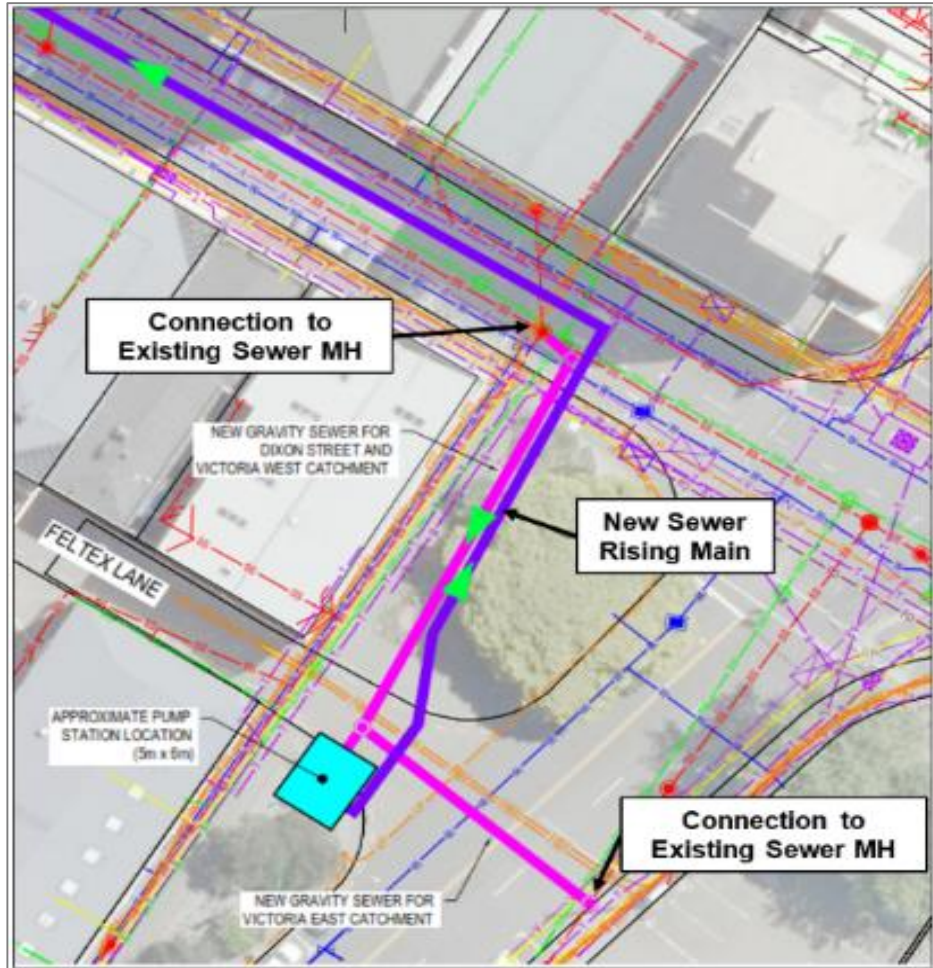 Connection to
Existing Sewer MH
NEW GRAVITY SEWER FOR
DIXON STREET AND
VICTORIA WEST CATCHMENT
New Sewer
Rising Main
FELTEX LANE
APPROXIMATE PUMP
STATION LOCATION
(5m x 6m)
Connection to
Existing Sewer MH
NEW GRAVITY SEWER FOR
VICTORIA EAST CATCHMENT